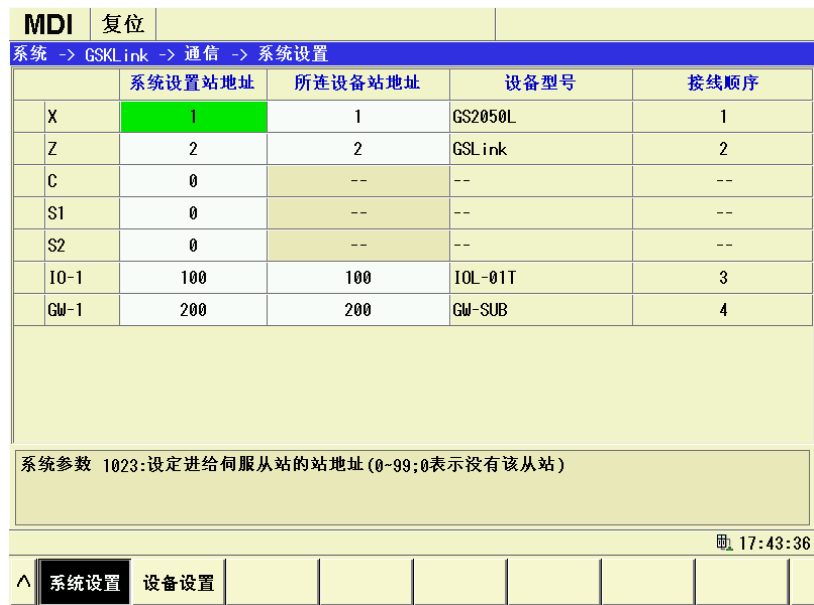 MDI 复位
系统 -> GSKLink -> 通信 -> 系统设置
系统设置站地址 所连设备站地址 设备型号 接线顺序
X 1 1 GS2050L 1
Z 2 2 GSLink 2
C 0 -- -- --
S1 0 -- -- --
S2 0 -- -- --
IO-1 100 100 IOL-01T 3
GW-1 200 200 GW-SUB 4
系统参数 1023:设定进给伺服从站的站地址(0~99;0表示没有该从站)
17:43:36
^ 系统设置 设备设置